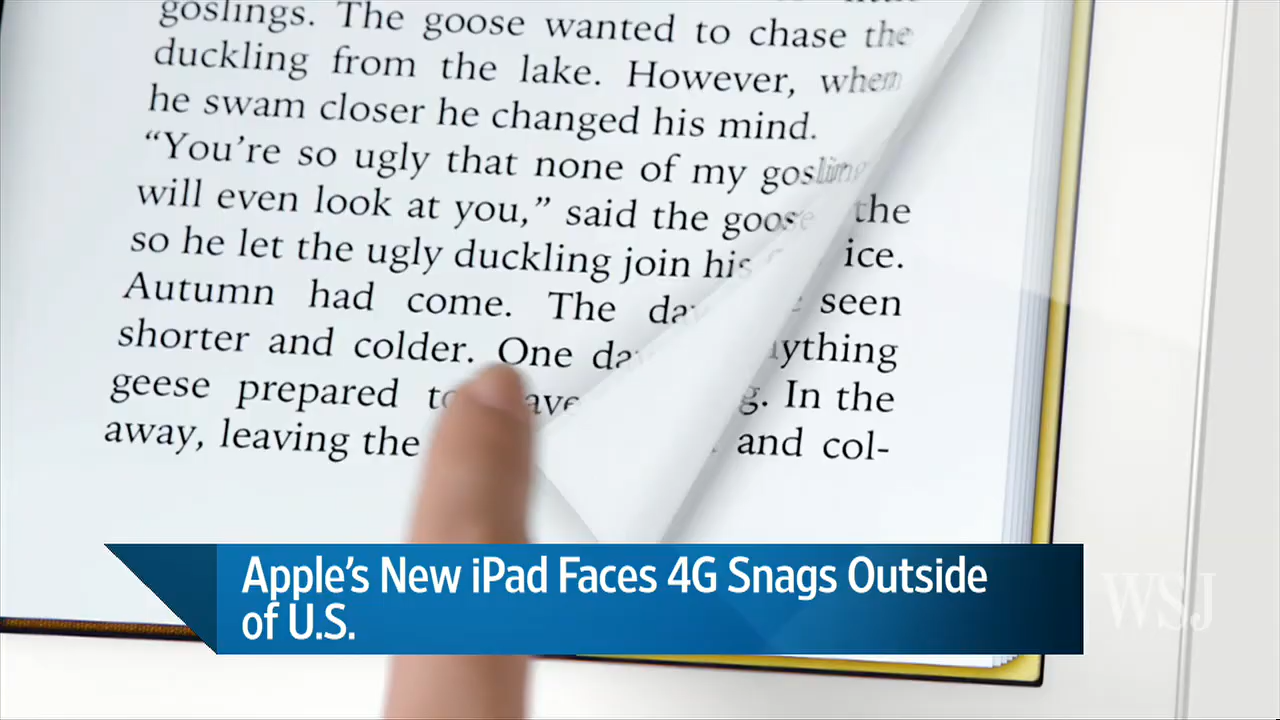 goslings. The goose wanted to chase the
duckling from the lake. However, when
he swam closer he changed his mind.
“You’re so ugly that none of my gosling
will even look at you,” said the goose the
so he let the ugly duckling join his ice.
Autumn had come. The seen
shorter and colder. One
geese prepared In the
away, leaving the and col-
Apple’s New iPad Faces 4G Snags Outside
of U.S.
WSJ